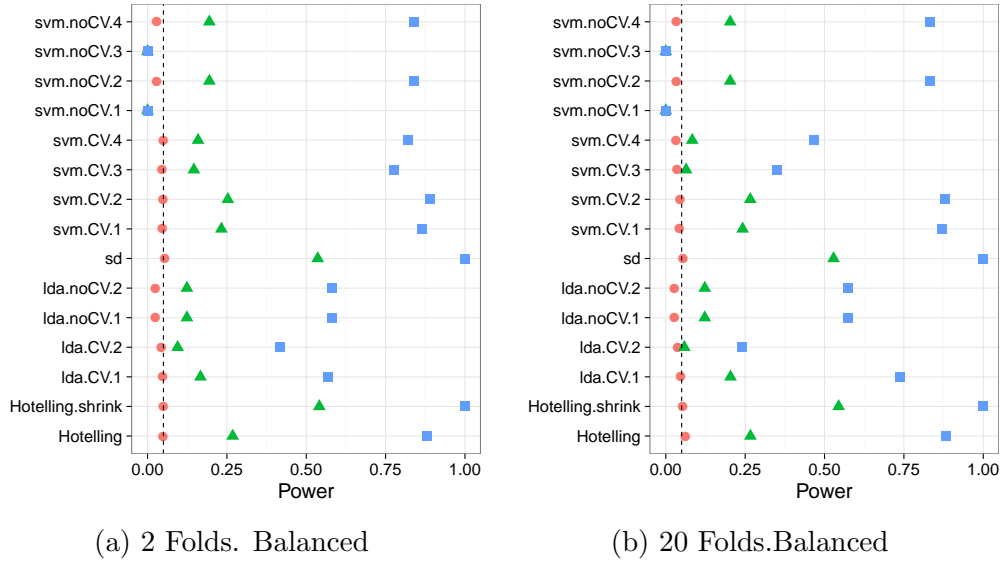 svm.noCV.4
svm.noCV.3
svm.noCV.2
svm.noCV.1
svm.CV.4
svm.CV.3
svm.CV.2
svm.CV.1
sd
lda.noCV.2
lda.noCV.1
lda.CV.2
lda.CV.1
Hotelling.shrink
Hotelling
0.00 0.25 0.50 0.75 1.00
Power
(a) 2 Folds. Balanced
svm.noCV.4
svm.noCV.3
svm.noCV.2
svm.noCV.1
svm.CV.4
svm.CV.3
svm.CV.2
svm.CV.1
sd
lda.noCV.2
lda.noCV.1
lda.CV.2
lda.CV.1
Hotelling.shrink
Hotelling
0.00 0.25 0.50 0.75 1.00
Power
(b) 20 Folds.Balanced